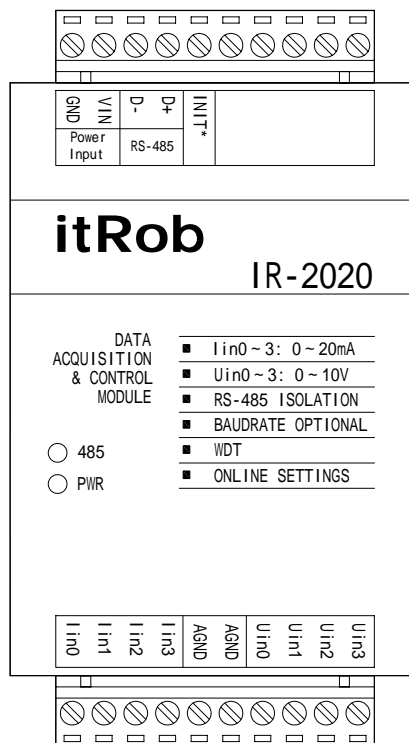 GND VIN D- D+ INIT*
Power Input RS-485
itRob
IR-2020
DATA
ACQUISITION
& CONTROL
MODULE
Iin0~3: 0~20mA
Uin0~3: 0~10V
RS-485 ISOLATION
BAUDRATE OPTIONAL
WDT
ONLINE SETTINGS
485
PWR
Iin0 Iin1 Iin2 Iin3 AGND AGND Uin0 Uin1 Uin2 Uin3